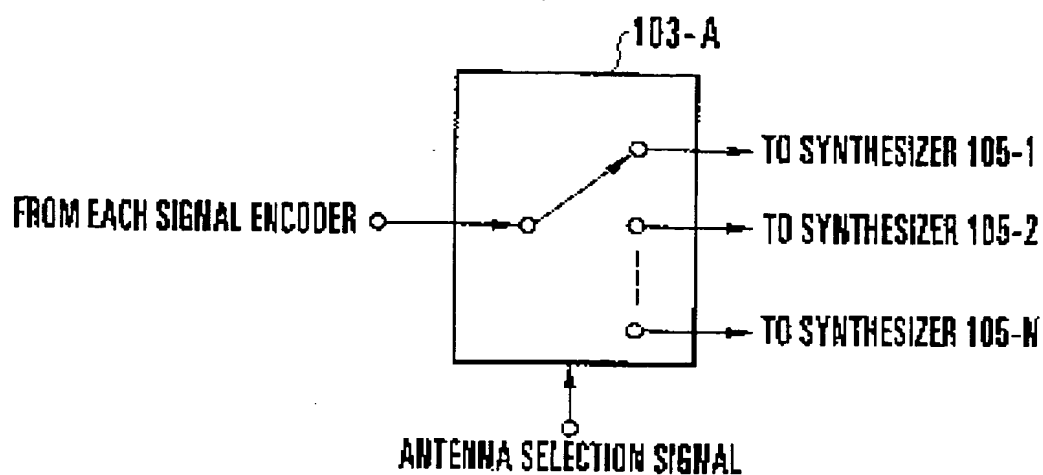 103-A
TO SYNTHESIZER 105-1
FROM EACH SIGNAL ENCODER
TO SYNTHESIZER 105-2
TO SYNTHESIZER 105-N
ANTENNA SELECTION SIGNAL